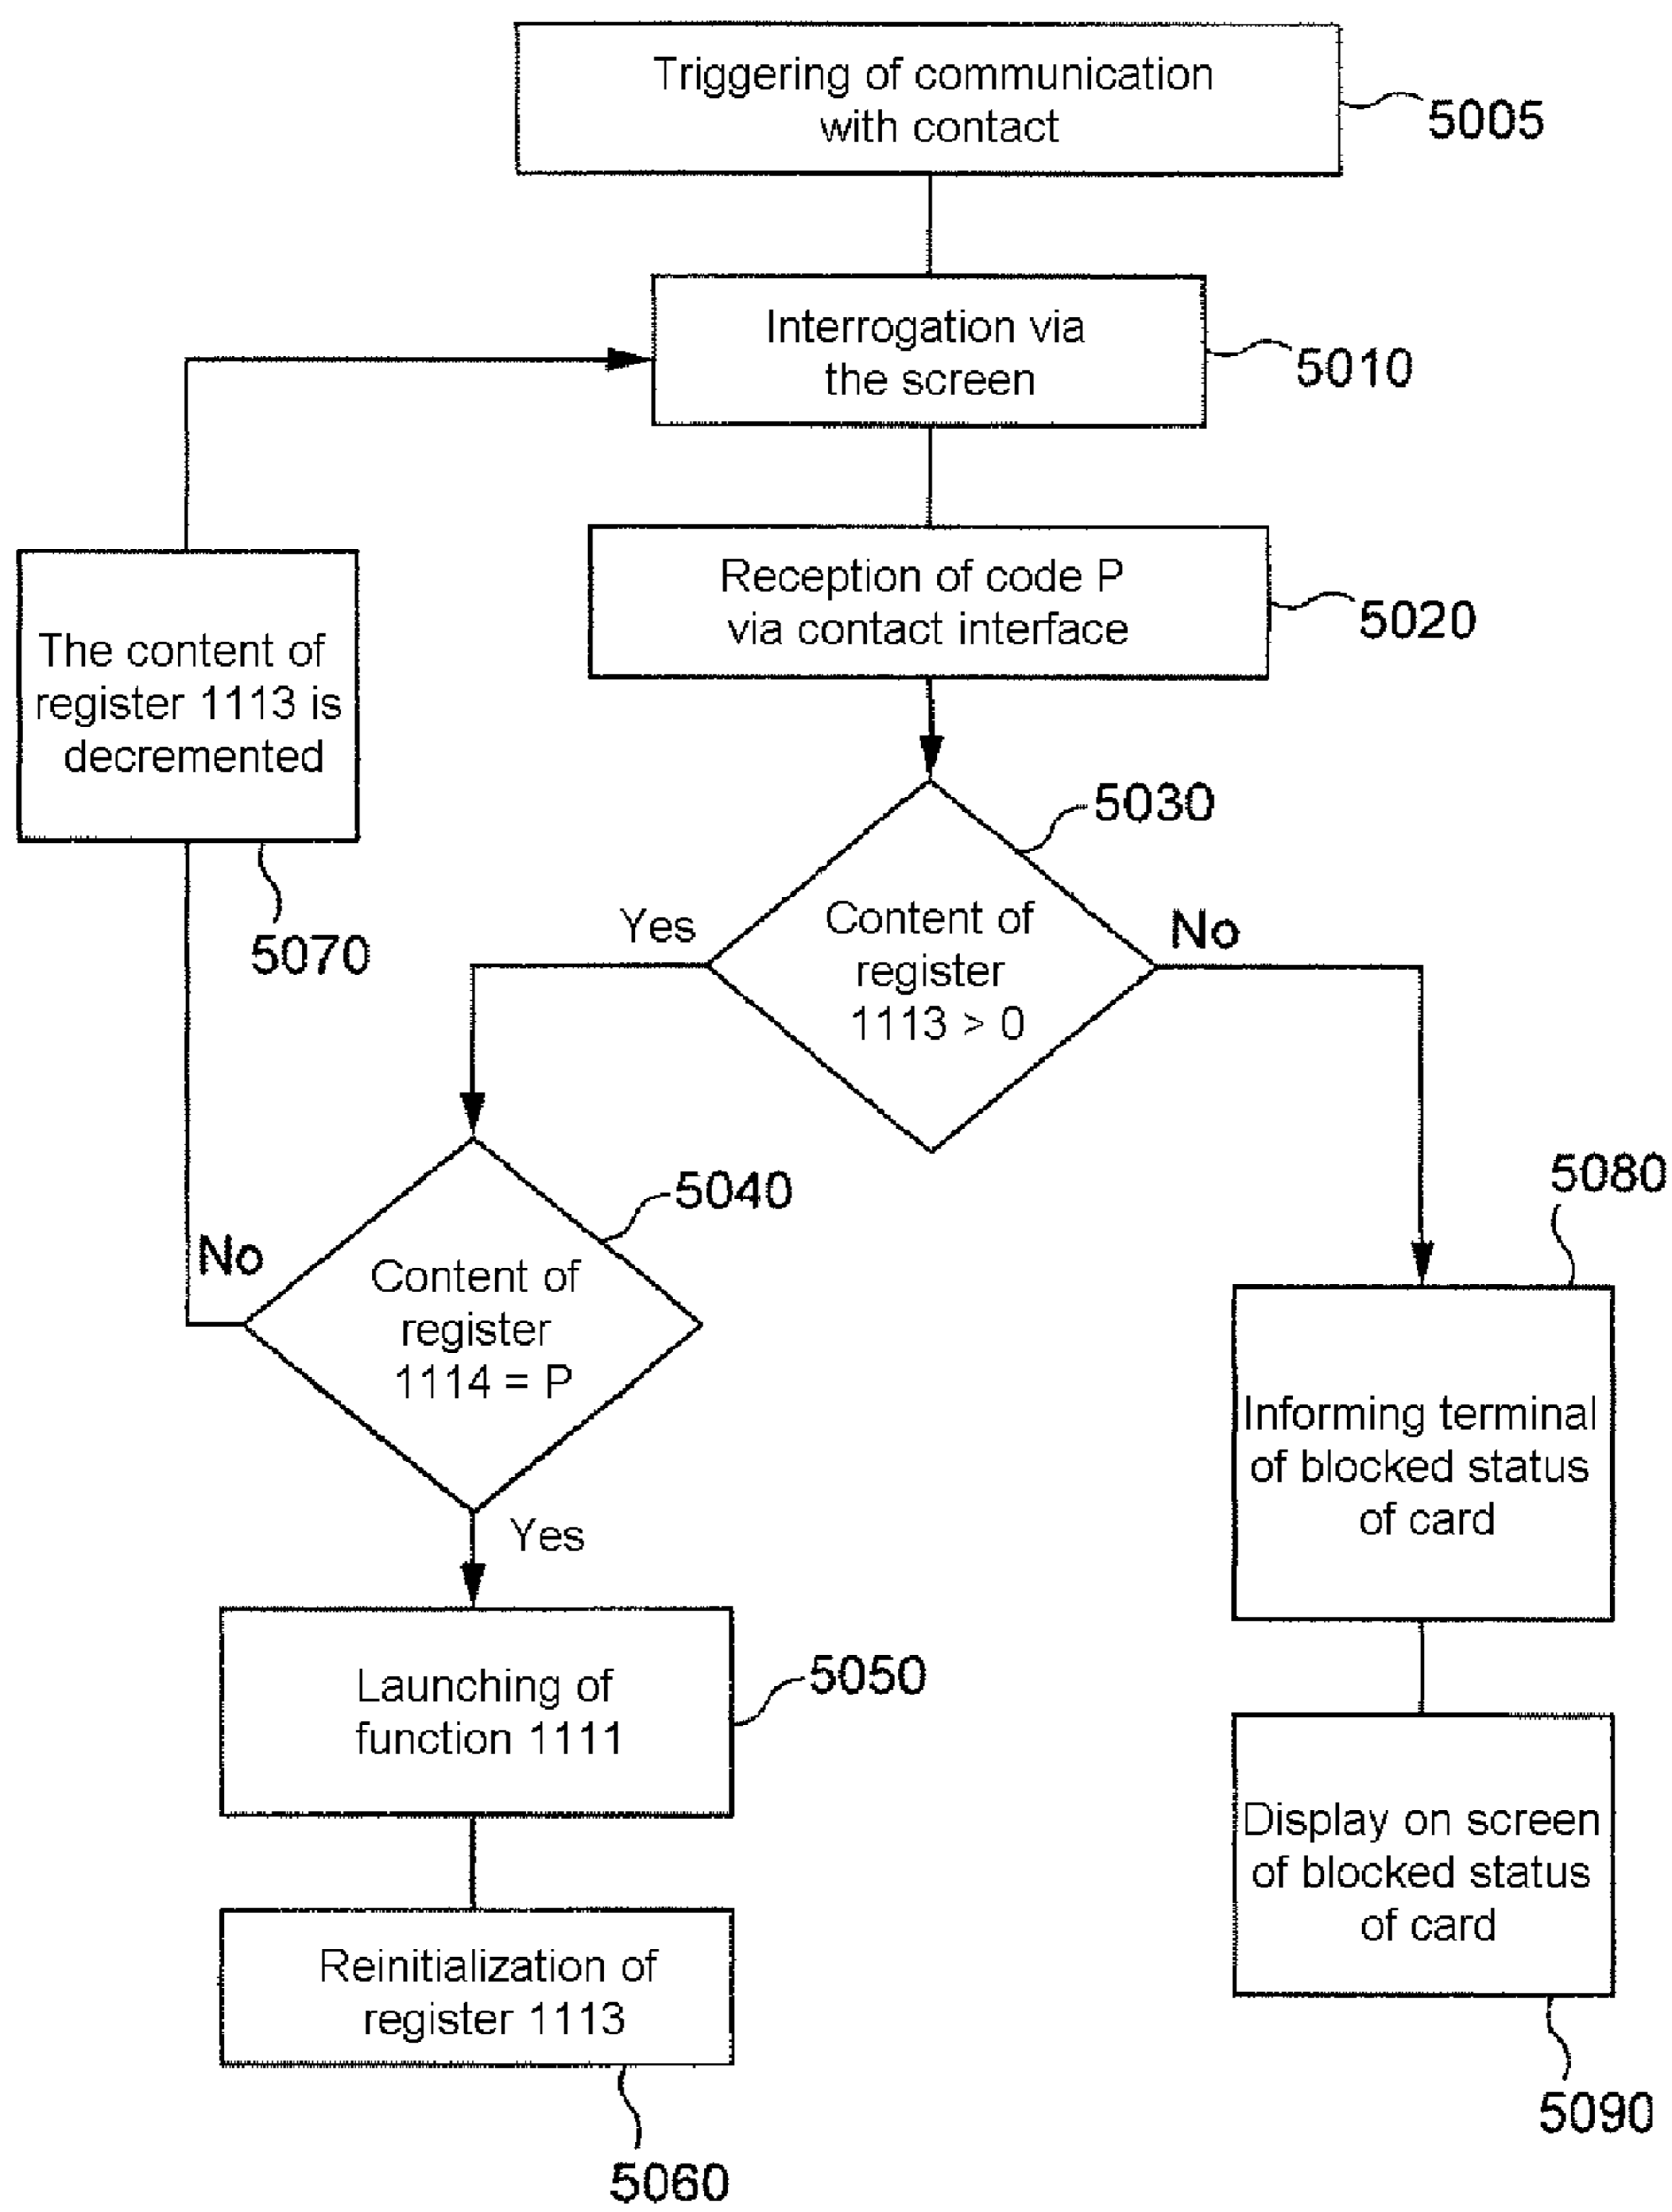 Triggering of communication
with contact
5005
Interrogation via
the screen
5010
Reception of code P
via contact interface
5020
The content of
register 1113 is
decremented
5070
5030
Content of
register
1113 > 0
Yes
No
5040
Content of
register
1114 = P
No
Yes
5080
Informing terminal
of blocked status
of card
Launching of
function 1111
5050
Display on screen
of blocked status
of card
5090
Reinitialization of
register 1113
5060